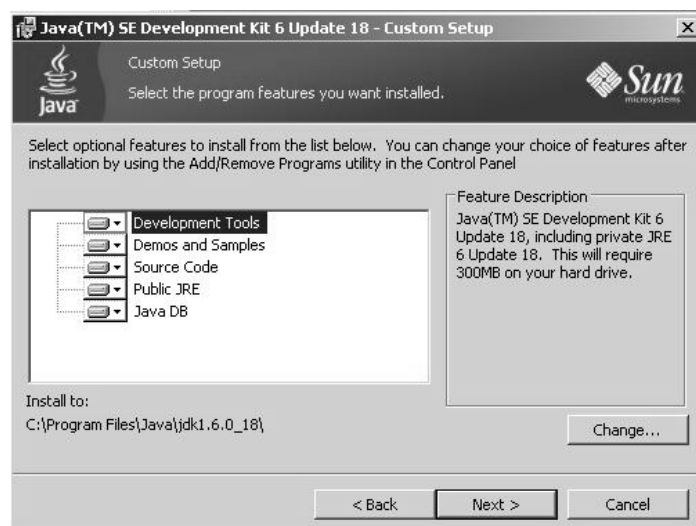 Java(TM) SE Development Kit 6 Update 18 - Custom Setup
Java
Custom Setup
Select the program features you want installed.
Sun
microsystems
Select optional features to install from the list below. You can change your choice of features after
installation by using the Add/Remove Programs utility in the Control Panel
Development Tools
Demos and Samples
Source Code
Public JRE
Java DB
Feature Description
Java(TM) SE Development Kit 6
Update 18, including private JRE
6 Update 18. This will require
300MB on your hard drive.
Install to:
C:\Program Files\Java\jdk1.6.0_18\
Change...
< Back
Next >
Cancel